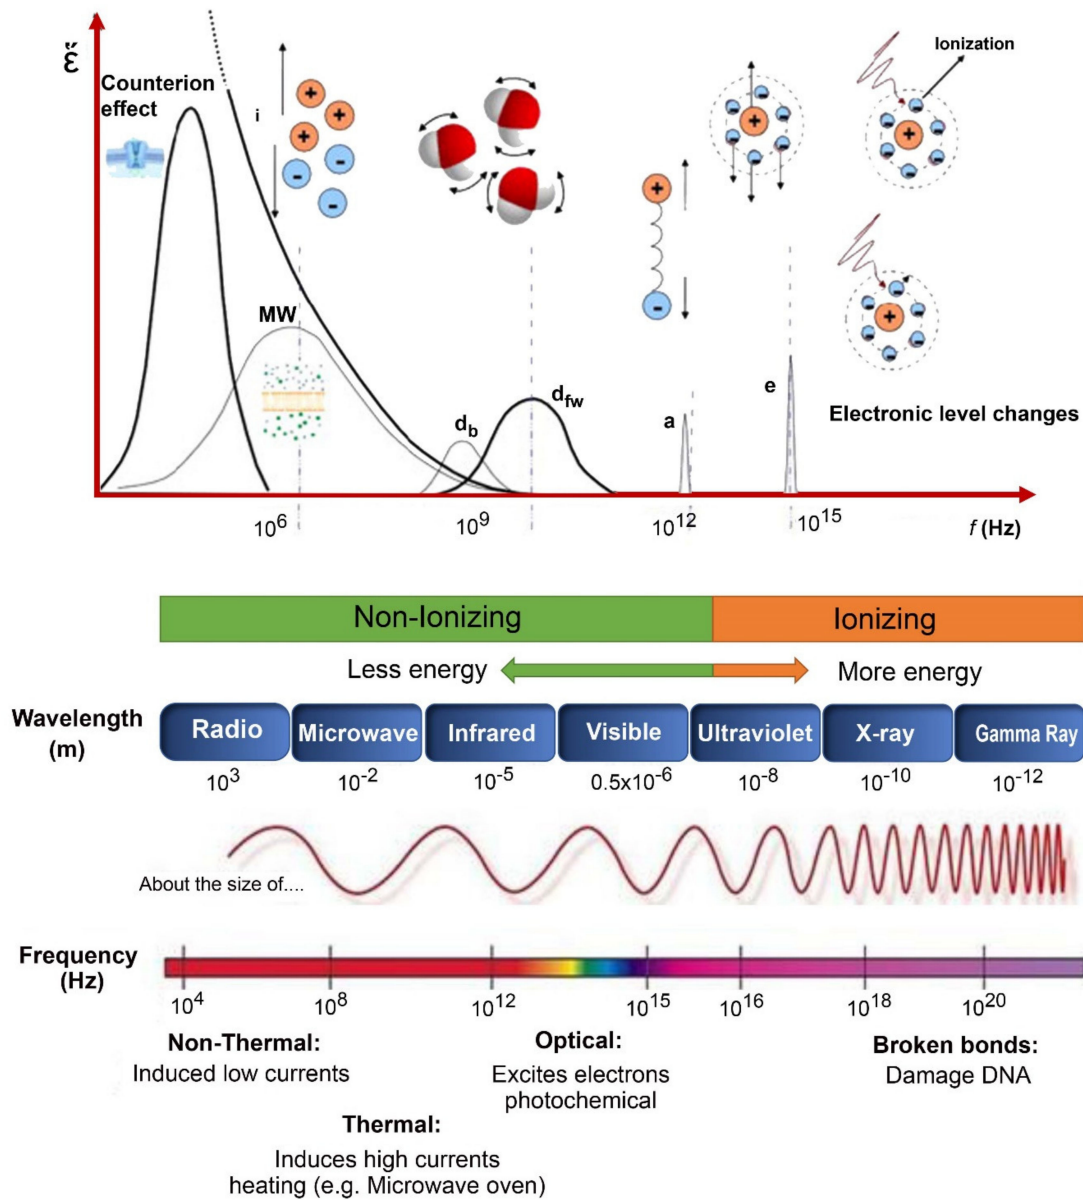 ε̋
Counterion
effect
i
+
+
+
-
-
-
Ionization
+
-
+
-
+
-
+
-
MW
d_b
d_fw
a
e
Electronic level changes
10^6
10^9
10^12
10^15
f (Hz)
Non-Ionizing
Ionizing
Less energy
More energy
Wavelength
(m)
Radio
Microwave
Infrared
Visible
Ultraviolet
X-ray
Gamma Ray
10^3
10^-2
10^-5
0.5x10^-6
10^-8
10^-10
10^-12
About the size of....
Frequency
(Hz)
10^4
10^8
10^12
10^15
10^16
10^18
10^20
Non-Thermal:
Induced low currents
Optical:
Excites electrons
photochemical
Broken bonds:
Damage DNA
Thermal:
Induces high currents
heating (e.g. Microwave oven)